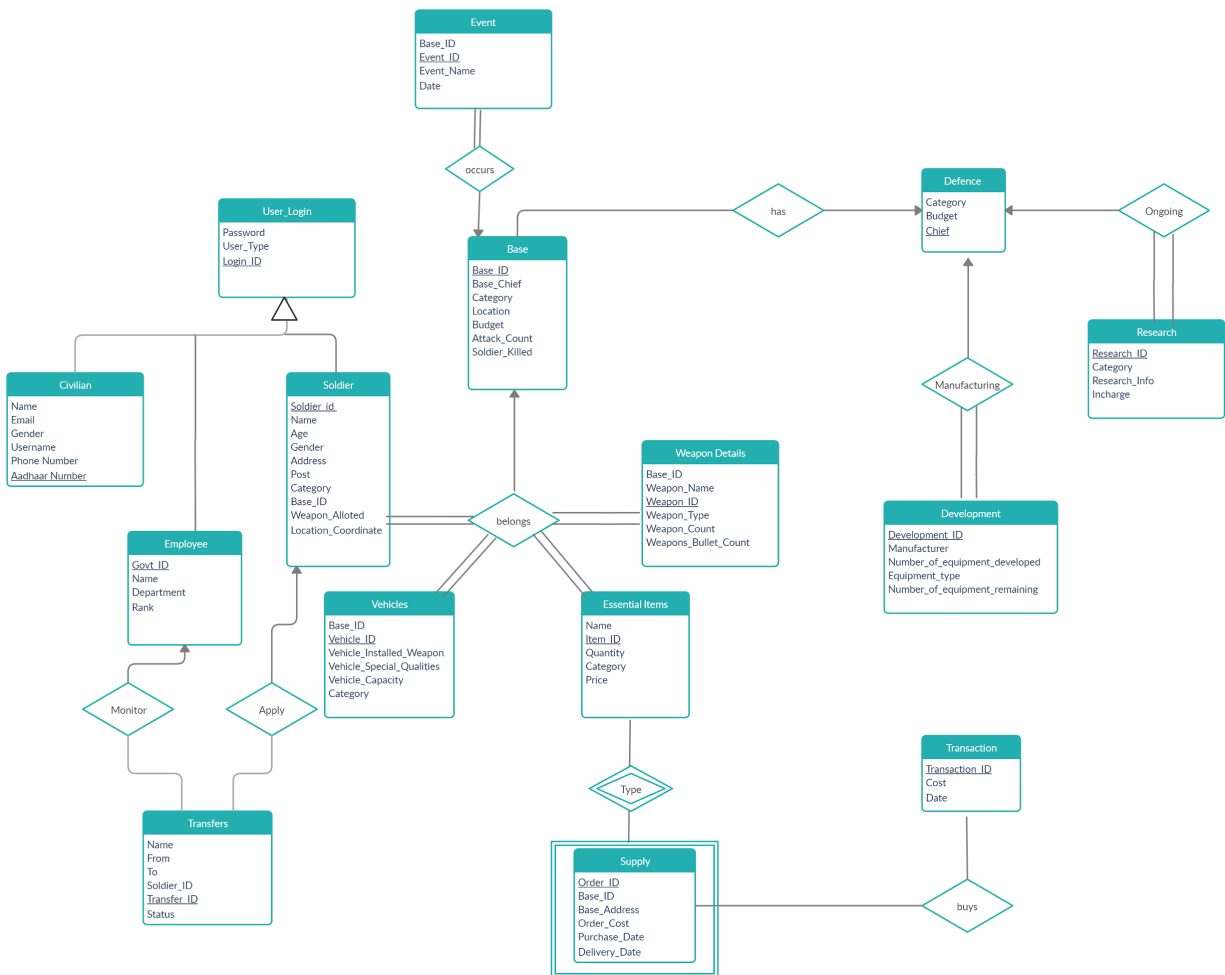 Event
Base_ID
Event_ID
Event_Name
Date
occurs
User_Login
Password
User_Type
Login_ID
Base
Base_ID
Base_Chief
Category
Location
Budget
Attack_Count
Soldier_Killed
has
Defence
Category
Budget
Chief
Ongoing
Research
Research_ID
Category
Research_Info
Incharge
Manufacturing
Development
Development_ID
Manufacturer
Number_of_equipment_developed
Equipment_type
Number_of_equipment_remaining
Civilian
Name
Email
Gender
Username
Phone Number
Aadhaar Number
Soldier
Soldier_id
Name
Age
Gender
Address
Post
Category
Base_ID
Weapon_Alloted
Location_Coordinate
belongs
Weapon Details
Base_ID
Weapon_Name
Weapon_ID
Weapon_Type
Weapon_Count
Weapons_Bullet_Count
Employee
Govt_ID
Name
Department
Rank
Vehicles
Base_ID
Vehicle_ID
Vehicle_Installed_Weapon
Vehicle_Special_Qualities
Vehicle_Capacity
Category
Essential Items
Name
Item_ID
Quantity
Category
Price
Monitor
Apply
Type
Transfers
Name
From
To
Soldier_ID
Transfer_ID
Status
Supply
Order_ID
Base_ID
Base_Address
Order_Cost
Purchase_Date
Delivery_Date
Transaction
Transaction_ID
Cost
Date
buys